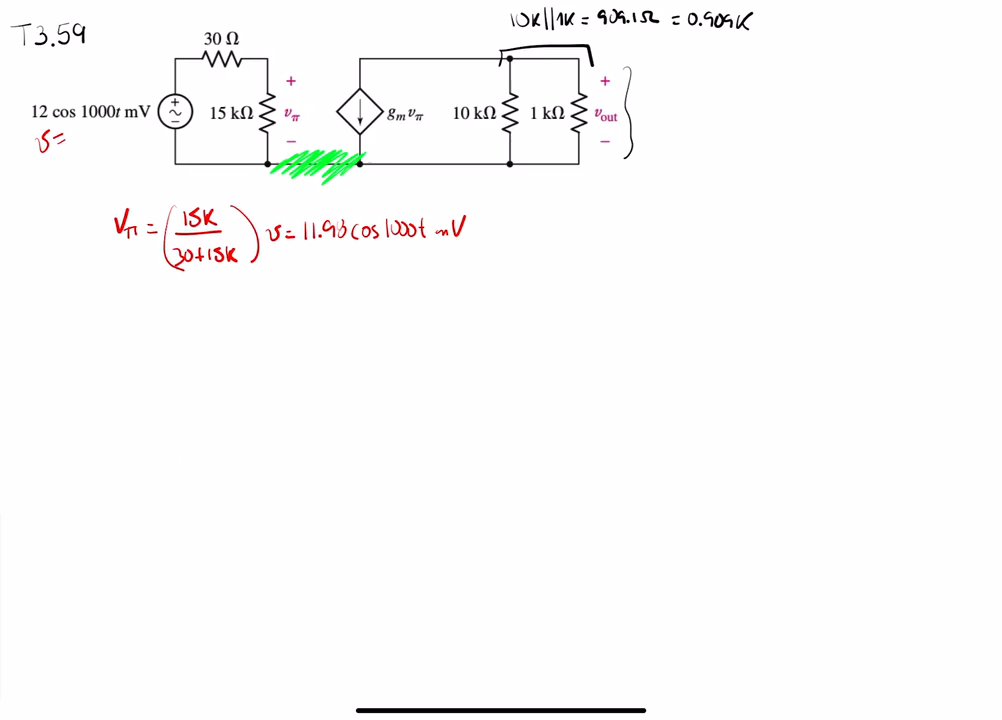 10K||1K = 909.1Ω = 0.909K
T3.59
30 Ω
12 cos 1000t mV
+
−
15 kΩ
+
vπ
−
gmvπ
10 kΩ
1 kΩ
+
vout
−
v=
Vπ = (15K / 30+15K) v = 11.98 cos 1000t mV